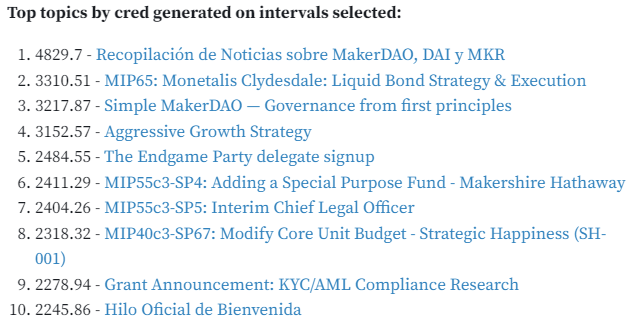 Top topics by cred generated on intervals selected:
1. 4829.7 - Recopilación de Noticias sobre MakerDAO, DAI y MKR
2. 3310.51 - MIP65: Monetalis Clydesdale: Liquid Bond Strategy & Execution
3. 3217.87 - Simple MakerDAO — Governance from first principles
4. 3152.57 - Aggressive Growth Strategy
5. 2484.55 - The Endgame Party delegate signup
6. 2411.29 - MIP55c3-SP4: Adding a Special Purpose Fund - Makershire Hathaway
7. 2404.26 - MIP55c3-SP5: Interim Chief Legal Officer
8. 2318.32 - MIP40c3-SP67: Modify Core Unit Budget - Strategic Happiness (SH-
001)
9. 2278.94 - Grant Announcement: KYC/AML Compliance Research
10. 2245.86 - Hilo Oficial de Bienvenida